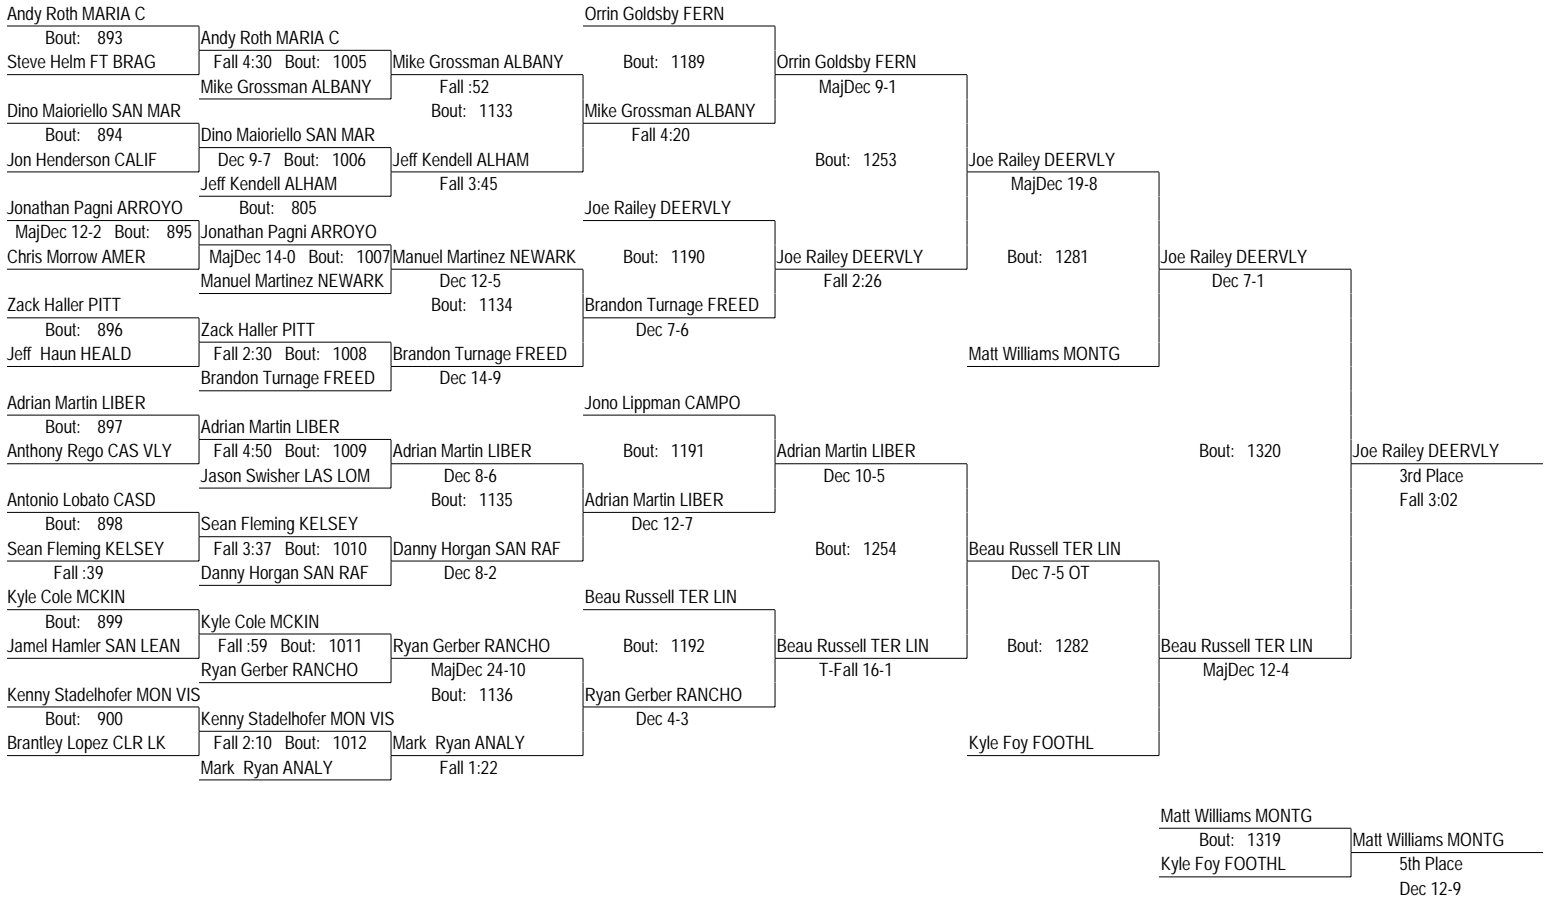 Andy Roth MARIA C
Orrin Goldsby FERN
Bout: 893
Andy Roth MARIA C
Steve Helm FT BRAG
Fall 4:30 Bout: 1005
Mike Grossman ALBANY
Bout: 1189
Orrin Goldsby FERN
Mike Grossman ALBANY
Fall :52
MajDec 9-1
Dino Maioriello SAN MAR
Bout: 1133
Mike Grossman ALBANY
Bout: 894
Dino Maioriello SAN MAR
Fall 4:20
Jon Henderson CALIF
Dec 9-7 Bout: 1006
Jeff Kendell ALHAM
Bout: 1253
Joe Railey DEERVLY
Jeff Kendell ALHAM
Fall 3:45
MajDec 19-8
Jonathan Pagni ARROYO
Bout: 805
Joe Railey DEERVLY
MajDec 12-2 Bout: 895
Jonathan Pagni ARROYO
Chris Morrow AMER
MajDec 14-0 Bout: 1007
Manuel Martinez NEWARK
Bout: 1190
Joe Railey DEERVLY
Bout: 1281
Joe Railey DEERVLY
Manuel Martinez NEWARK
Dec 12-5
Fall 2:26
Dec 7-1
Zack Haller PITT
Bout: 1134
Brandon Turnage FREED
Bout: 896
Zack Haller PITT
Dec 7-6
Jeff Haun HEALD
Fall 2:30 Bout: 1008
Brandon Turnage FREED
Matt Williams MONTG
Brandon Turnage FREED
Dec 14-9
Adrian Martin LIBER
Jono Lippman CAMPO
Bout: 897
Adrian Martin LIBER
Anthony Rego CAS VLY
Fall 4:50 Bout: 1009
Adrian Martin LIBER
Bout: 1191
Adrian Martin LIBER
Bout: 1320
Joe Railey DEERVLY
Jason Swisher LAS LOM
Dec 8-6
Dec 10-5
3rd Place
Antonio Lobato CASD
Bout: 1135
Adrian Martin LIBER
Fall 3:02
Bout: 898
Sean Fleming KELSEY
Dec 12-7
Sean Fleming KELSEY
Fall 3:37 Bout: 1010
Danny Horgan SAN RAF
Bout: 1254
Beau Russell TER LIN
Fall :39
Danny Horgan SAN RAF
Dec 8-2
Dec 7-5 OT
Kyle Cole MCKIN
Beau Russell TER LIN
Bout: 899
Kyle Cole MCKIN
Jamel Hamler SAN LEAN
Fall :59 Bout: 1011
Ryan Gerber RANCHO
Bout: 1192
Beau Russell TER LIN
Bout: 1282
Beau Russell TER LIN
Ryan Gerber RANCHO
MajDec 24-10
T-Fall 16-1
MajDec 12-4
Kenny Stadelhofer MON VIS
Bout: 1136
Ryan Gerber RANCHO
Bout: 900
Kenny Stadelhofer MON VIS
Dec 4-3
Brantley Lopez CLR LK
Fall 2:10 Bout: 1012
Mark Ryan ANALY
Kyle Foy FOOTHL
Mark Ryan ANALY
Fall 1:22
Matt Williams MONTG
Bout: 1319
Matt Williams MONTG
Kyle Foy FOOTHL
5th Place
Dec 12-9